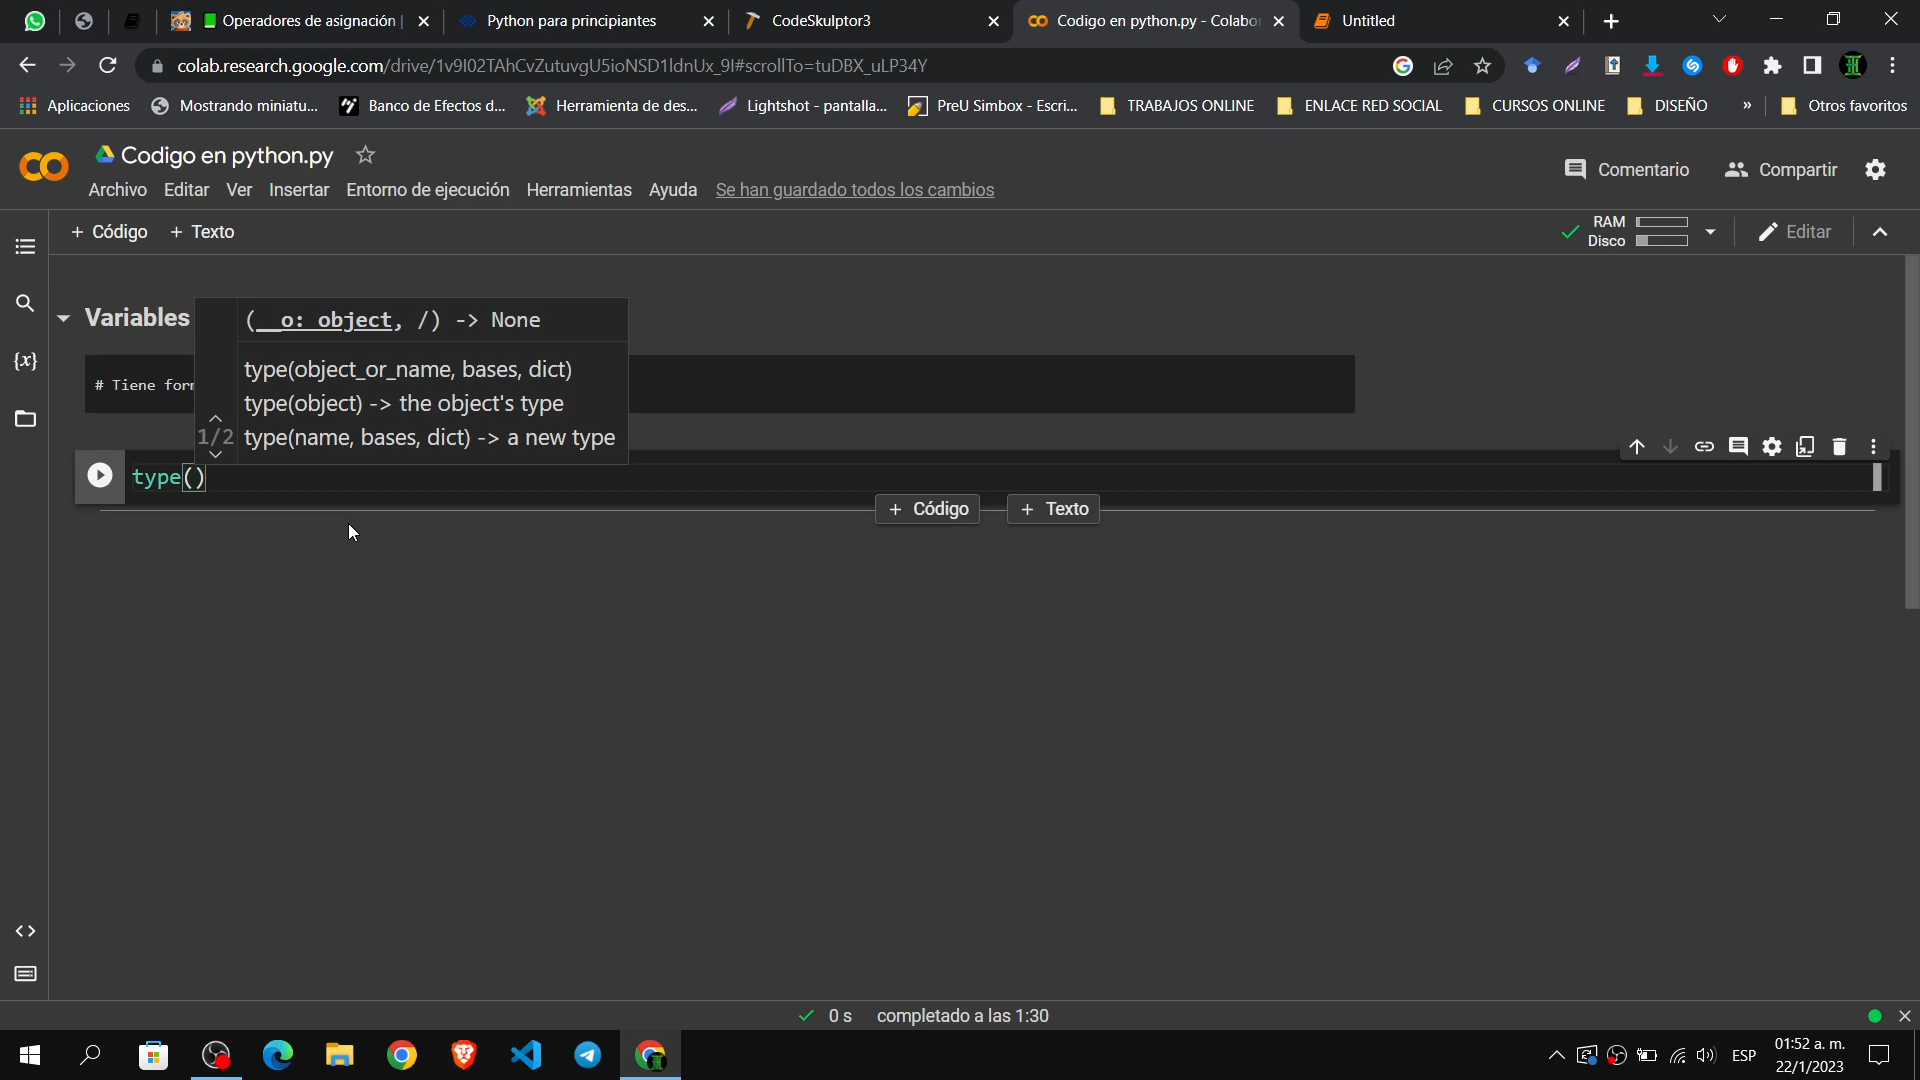 Operadores de asignación |
Python para principiantes
CodeSkulptor3
Codigo en python.py - Colabor
Untitled
colab.research.google.com/drive/1v9I02TAhCvZutuvgU5ioNSD1IdnUx_9I#scrollTo=tuDBX_uLP34Y
Aplicaciones
Mostrando miniatu...
Banco de Efectos d...
Herramienta de des...
Lightshot - pantalla...
PreU Simbox - Escri...
TRABAJOS ONLINE
ENLACE RED SOCIAL
CURSOS ONLINE
DISEÑO
»
Otros favoritos
Codigo en python.py
Comentario
Compartir
Archivo Editar Ver Insertar Entorno de ejecución Herramientas Ayuda Se han guardado todos los cambios
+ Código + Texto
RAM
Disco
Editar
Variables
(__o: object, /) -> None
type(object_or_name, bases, dict)
# Tiene for
type(object) -> the object's type
1/2 type(name, bases, dict) -> a new type
type()
+ Código
+ Texto
0 s completado a las 1:30
ESP
01:52 a. m.
22/1/2023